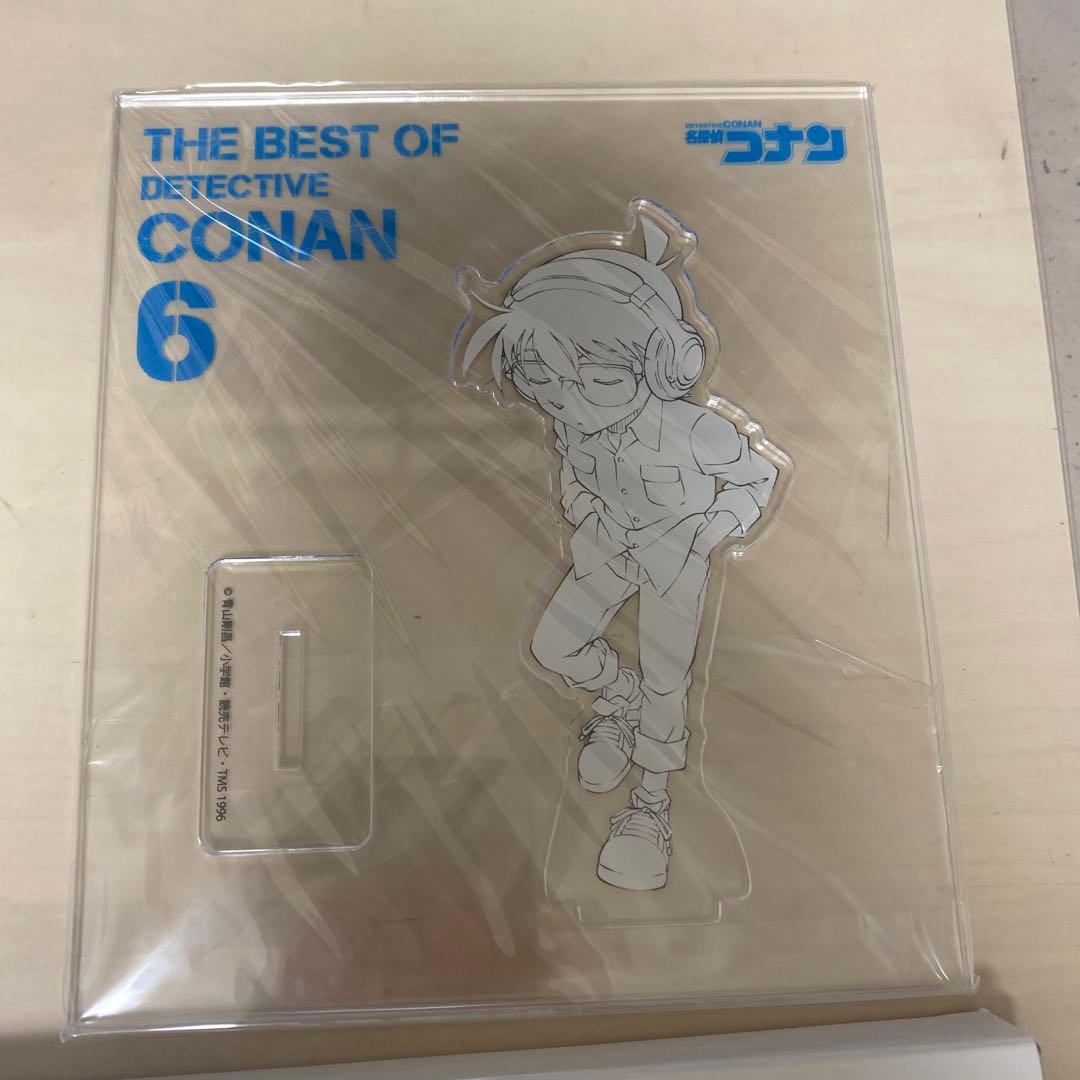 THE BEST OF
DETECTIVE
CONAN
6
DETECTIVE CONAN
名探偵コナン
© 青山剛昌/小学館・読売テレビ・TMS 1996